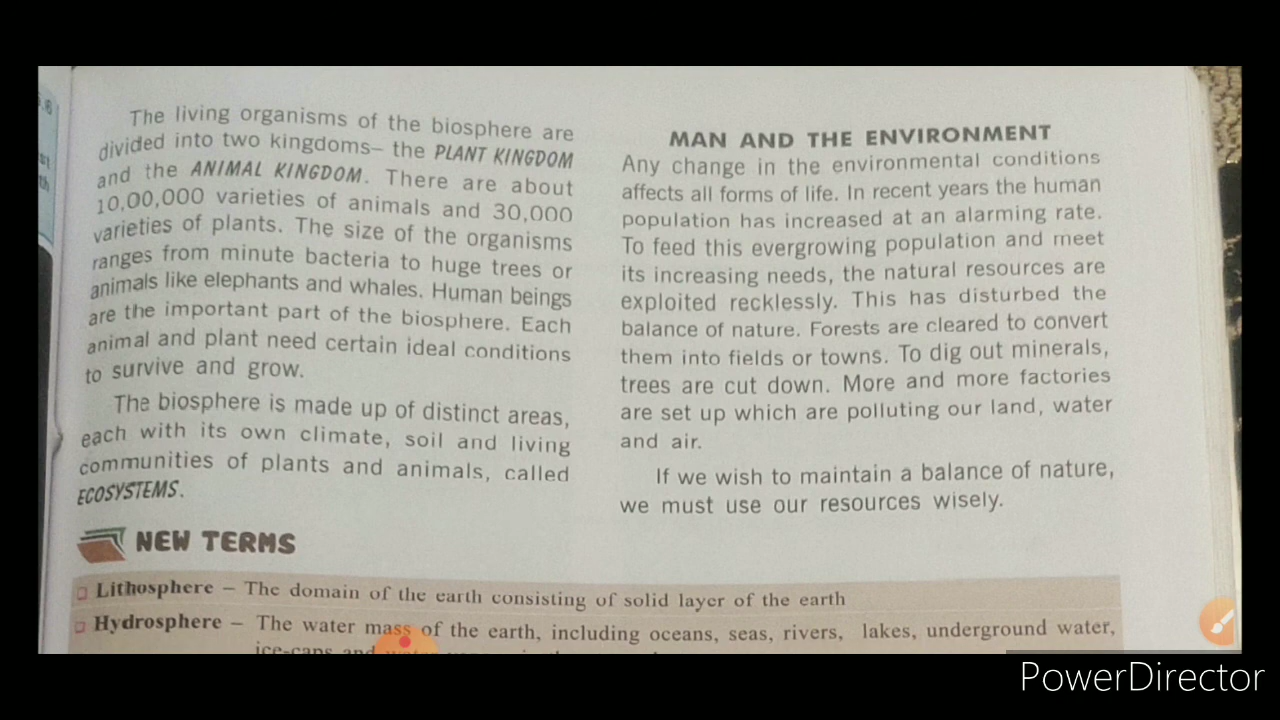 The living organisms of the biosphere are
divided into two kingdoms– the PLANT KINGDOM
and the ANIMAL KINGDOM. There are about
10,00,000 varieties of animals and 30,000
varieties of plants. The size of the organisms
ranges from minute bacteria to huge trees or
animals like elephants and whales. Human beings
are the important part of the biosphere. Each
animal and plant need certain ideal conditions
to survive and grow.
The biosphere is made up of distinct areas,
each with its own climate, soil and living
communities of plants and animals, called
ECOSYSTEMS.
MAN AND THE ENVIRONMENT
Any change in the environmental conditions
affects all forms of life. In recent years the human
population has increased at an alarming rate.
To feed this evergrowing population and meet
its increasing needs, the natural resources are
exploited recklessly. This has disturbed the
balance of nature. Forests are cleared to convert
them into fields or towns. To dig out minerals,
trees are cut down. More and more factories
are set up which are polluting our land, water
and air.
If we wish to maintain a balance of nature,
we must use our resources wisely.
NEW TERMS
Lithosphere – The domain of the earth consisting of solid layer of the earth
Hydrosphere – The water mass of the earth, including oceans, seas, rivers, lakes, underground water,
ice-caps and
PowerDirector